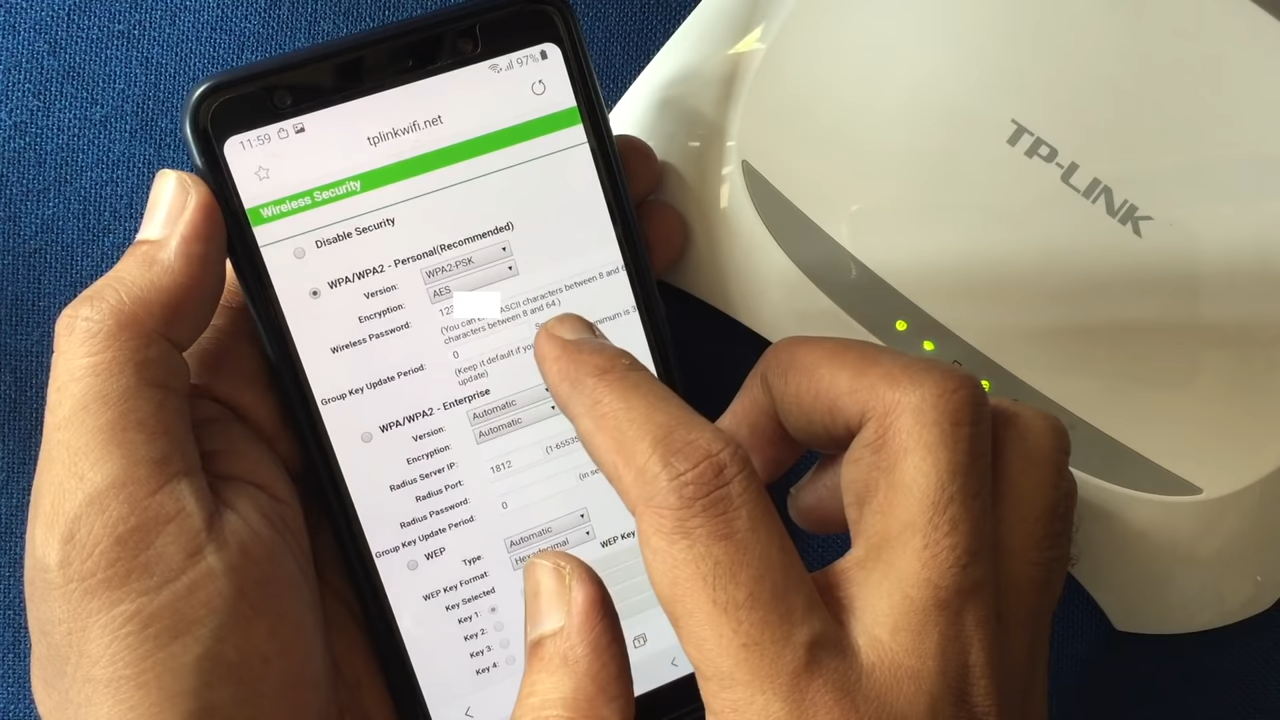 11:59
97%
tplinkwifi.net
Wireless Security
Disable Security
WPA/WPA2 - Personal(Recommended)
Version: WPA2-PSK
Encryption: AES
Wireless Password: 12
(You can ASCII characters between 8 and
characters between 8 and 64.)
Group Key Update Period: 0
(Keep it default if minimum is
update)
WPA/WPA2 - Enterprise
Version: Automatic
Encryption: Automatic
Radius Server IP:
Radius Port: 1812 (1-65535
Radius Password:
Group Key Update Period: 0 (in
WEP
Type: Automatic
WEP Key Format: Hexadecimal
Key Selected WEP Key
Key 1:
Key 2:
Key 3:
Key 4:
TP-LINK